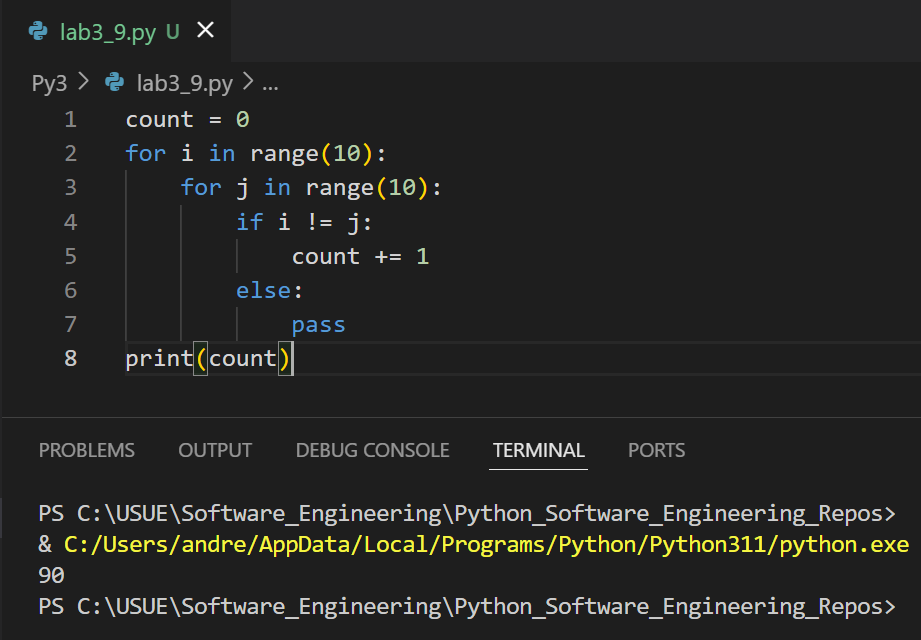 lab3_9.py U ×
Py3 > lab3_9.py > ...
1 count = 0
2 for i in range(10):
3     for j in range(10):
4         if i != j:
5             count += 1
6         else:
7             pass
8 print(count)
PROBLEMS OUTPUT DEBUG CONSOLE TERMINAL PORTS
PS C:\USUE\Software_Engineering\Python_Software_Engineering_Repos>
& C:/Users/andre/AppData/Local/Programs/Python/Python311/python.exe
90
PS C:\USUE\Software_Engineering\Python_Software_Engineering_Repos>